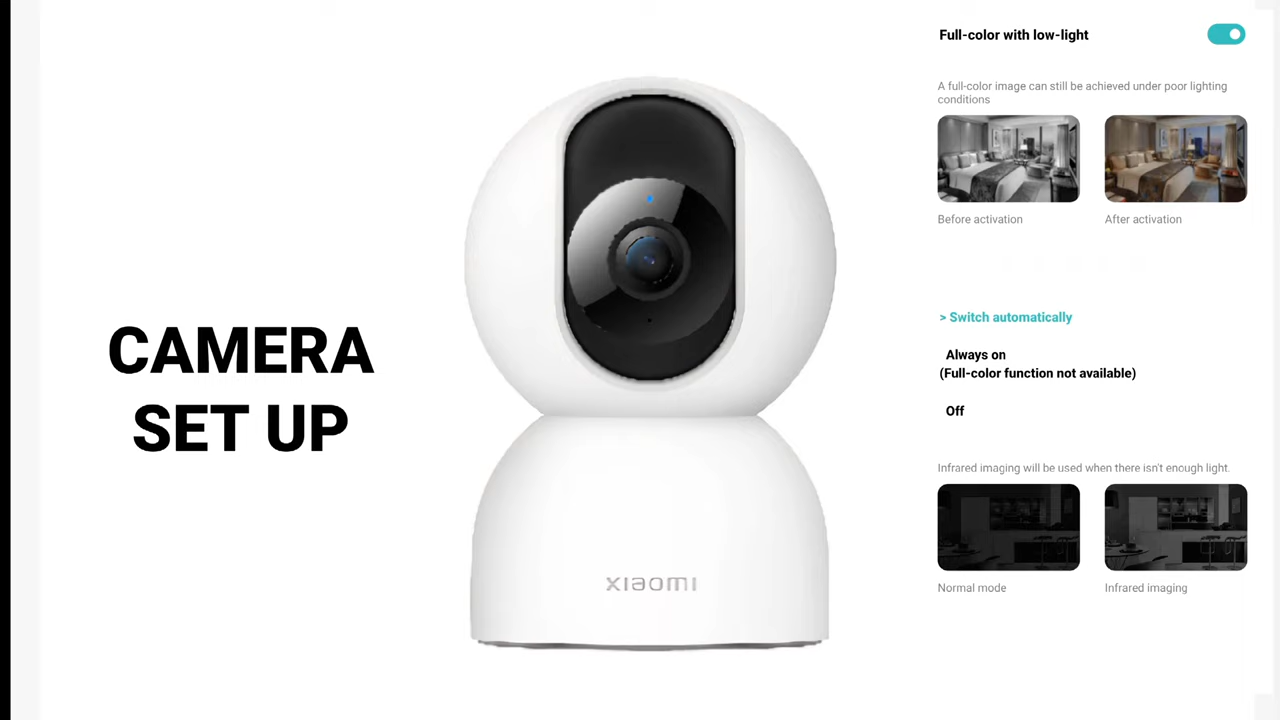 CAMERA
SET UP
xiaomi
Full-color with low-light
A full-color image can still be achieved under poor lighting
conditions
Before activation
After activation
> Switch automatically
Always on
(Full-color function not available)
Off
Infrared imaging will be used when there isn't enough light.
Normal mode
Infrared imaging